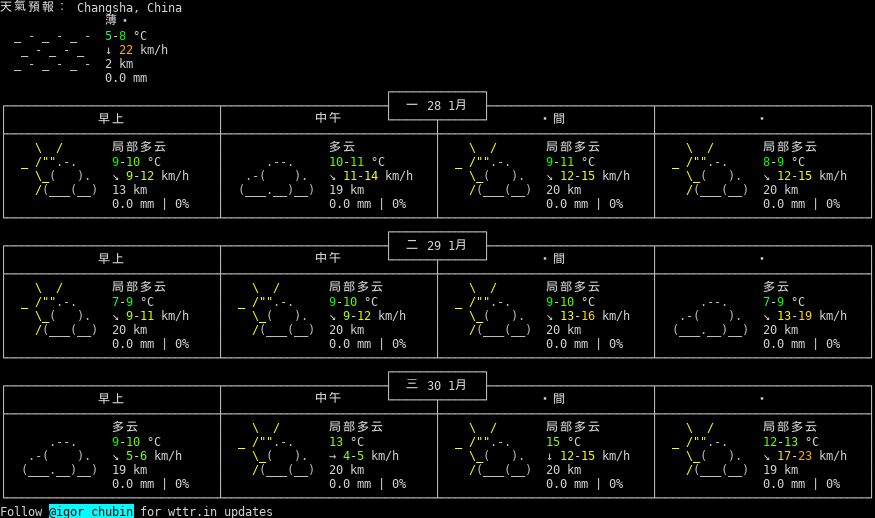 天氣預報： Changsha, China
薄·
5-8 °C
↓ 22 km/h
2 km
0.0 mm
一 28 1月
早上 中午 ·間 ·
局部多云 多云 局部多云 局部多云
9-10 °C 10-11 °C 9-11 °C 8-9 °C
↘ 9-12 km/h ↘ 11-14 km/h ↘ 12-15 km/h ↘ 12-15 km/h
13 km 19 km 20 km 20 km
0.0 mm | 0% 0.0 mm | 0% 0.0 mm | 0% 0.0 mm | 0%
二 29 1月
早上 中午 ·間 ·
局部多云 局部多云 局部多云 多云
7-9 °C 9-10 °C 9-10 °C 7-9 °C
↘ 9-11 km/h ↘ 9-12 km/h ↘ 13-16 km/h ↘ 13-19 km/h
20 km 20 km 20 km 20 km
0.0 mm | 0% 0.0 mm | 0% 0.0 mm | 0% 0.0 mm | 0%
三 30 1月
早上 中午 ·間 ·
多云 局部多云 局部多云 局部多云
9-10 °C 13 °C 15 °C 12-13 °C
↘ 5-6 km/h → 4-5 km/h ↓ 12-15 km/h ↘ 17-23 km/h
19 km 20 km 20 km 19 km
0.0 mm | 0% 0.0 mm | 0% 0.0 mm | 0% 0.0 mm | 0%
Follow @igor_chubin for wttr.in updates